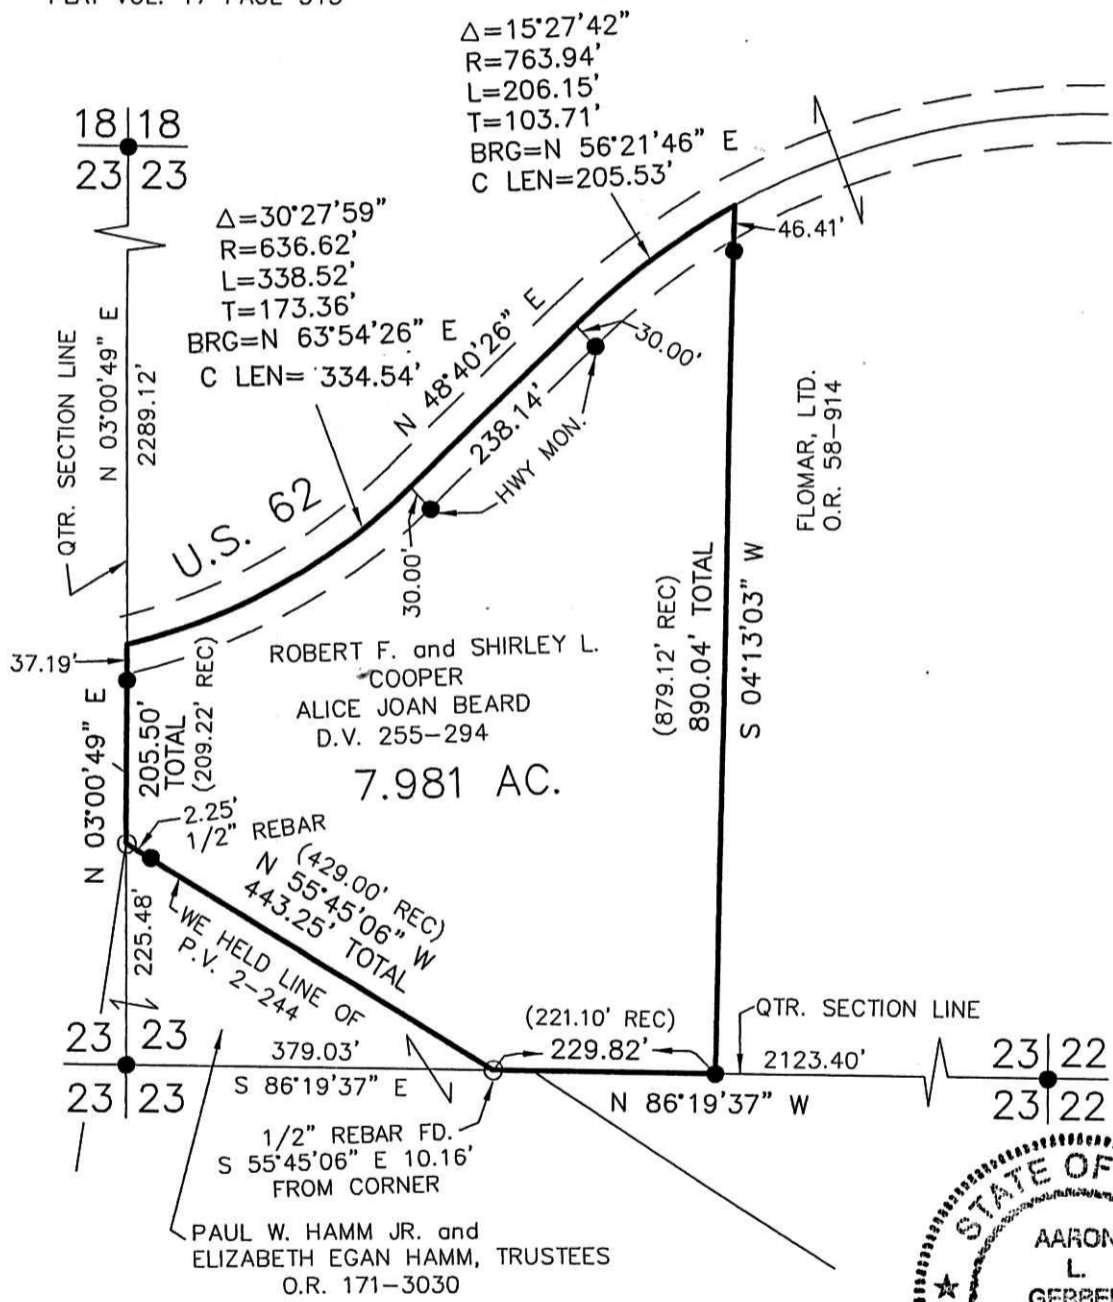 PLAT VOL. 17 PAGE 515
Δ=15°27'42"
R=763.94'
L=206.15'
T=103.71'
BRG=N 56°21'46" E
C LEN=205.53'
18 18
23 23
Δ=30°27'59"
R=636.62'
L=338.52'
T=173.36'
BRG=N 63°54'26" E
C LEN= 334.54'
46.41'
30.00'
N 48°40'26" E
238.14'
HWY MON.
QTR. SECTION LINE
N 03°00'49" E
2289.12'
U.S. 62
30.00'
FLOMAR, LTD.
O.R. 58-914
37.19'
ROBERT F. and SHIRLEY L.
COOPER
ALICE JOAN BEARD
D.V. 255-294
7.981 AC.
(879.12' REC)
890.04' TOTAL
S 04°13'03" W
N 03°00'49" E
205.50'
TOTAL
(209.22' REC)
2.25'
1/2" REBAR
(429.00' REC)
N 55°45'06" W
443.25' TOTAL
WE HELD LINE OF
P.V. 2-244
225.48'
(221.10' REC)
229.82'
QTR. SECTION LINE
2123.40'
23 23
23 23
379.03'
S 86°19'37" E
N 86°19'37" W
23 22
23 22
1/2" REBAR FD.
S 55°45'06" E 10.16'
FROM CORNER
PAUL W. HAMM JR. and
ELIZABETH EGAN HAMM, TRUSTEES
O.R. 171-3030
STATE OF
AARON
L.